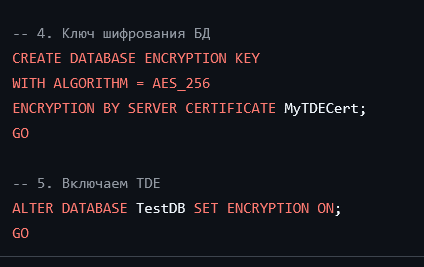 -- 4. Ключ шифрования БД
CREATE DATABASE ENCRYPTION KEY
WITH ALGORITHM = AES_256
ENCRYPTION BY SERVER CERTIFICATE MyTDECert;
GO
-- 5. Включаем TDE
ALTER DATABASE TestDB SET ENCRYPTION ON;
GO